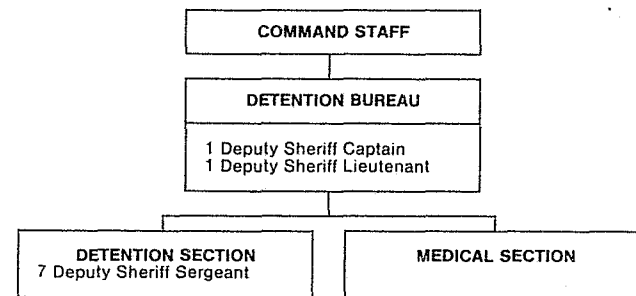 COMMAND STAFF
DETENTION BUREAU
1 Deputy Sheriff Captain
1 Deputy Sheriff Lieutenant
DETENTION SECTION
7 Deputy Sheriff Sergeant
MEDICAL SECTION